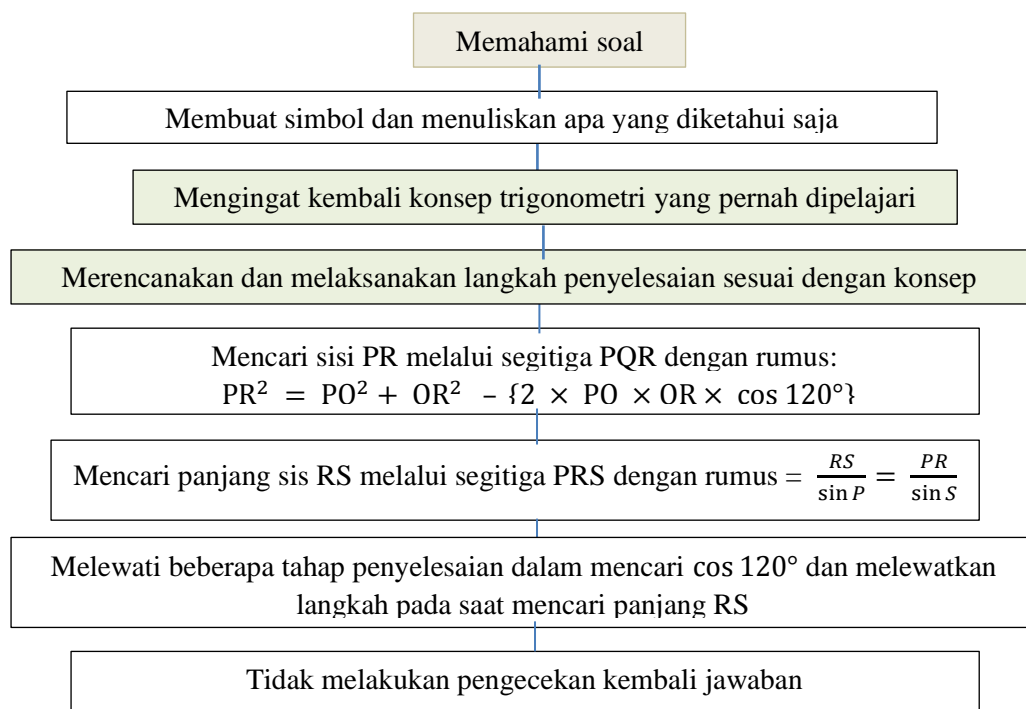 Memahami soal
Membuat simbol dan menuliskan apa yang diketahui saja
Mengingat kembali konsep trigonometri yang pernah dipelajari
Merencanakan dan melaksanakan langkah penyelesaian sesuai dengan konsep
Mencari sisi PR melalui segitiga PQR dengan rumus:
PR² = PO² + OR² – {2 × PO × OR × cos 120°}
Mencari panjang sis RS melalui segitiga PRS dengan rumus = RS/sin P = PR/sin S
Melewati beberapa tahap penyelesaian dalam mencari cos 120° dan melewatkan
langkah pada saat mencari panjang RS
Tidak melakukan pengecekan kembali jawaban